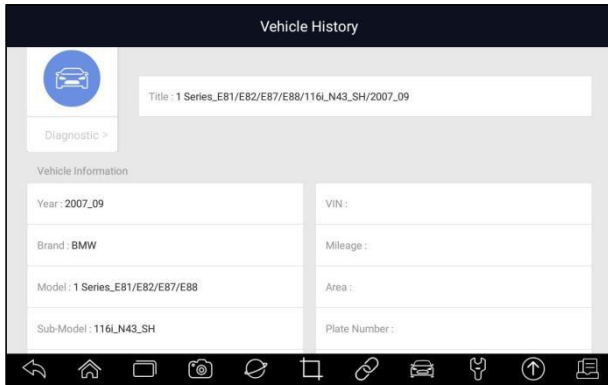 Vehicle History
Title : 1 Series_E81/E82/E87/E88/116i_N43_SH/2007_09
Diagnostic >
Vehicle Information
Year : 2007_09
VIN :
Brand : BMW
Mileage :
Model : 1 Series_E81/E82/E87/E88
Area :
Sub-Model : 116i_N43_SH
Plate Number :